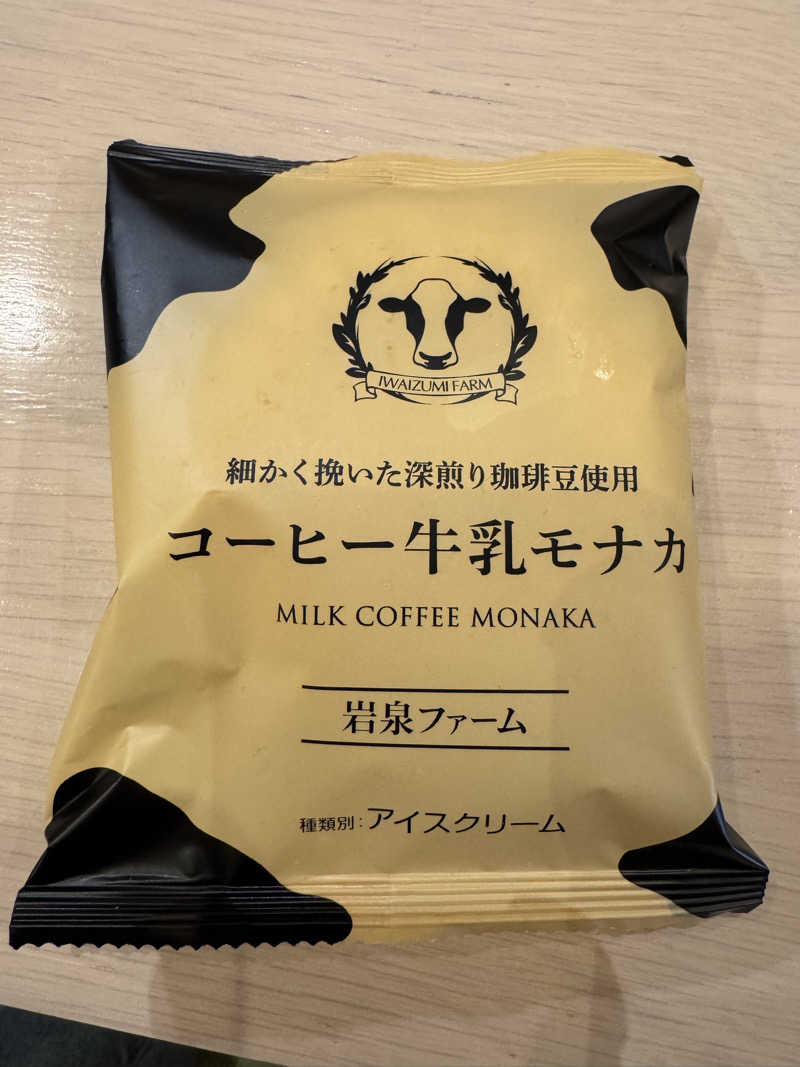 IWAIZUMI FARM
細かく挽いた深煎り珈琲豆使用
コーヒー牛乳モナカ
MILK COFFEE MONAKA
岩泉ファーム
種類別：アイスクリーム